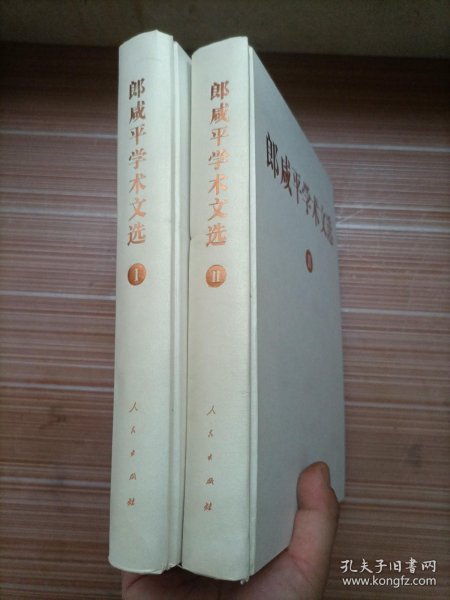 郎咸平学术文选
I
人民出版社
郎咸平学术文选
II
人民出版社
郎咸平学术文选
II
孔夫子旧书网
www.kongfz.com